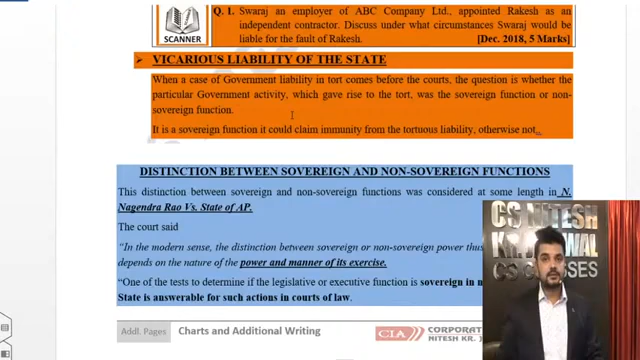 Q. 1. Swaraj an employer of ABC Company Ltd., appointed Rakesh as an
independent contractor. Discuss under what circumstances Swaraj would be
liable for the fault of Rakesh. [Dec. 2018, 5 Marks]
SCANNER
VICARIOUS LIABILITY OF THE STATE
When a case of Government liability in tort comes before the courts, the question is whether the
particular Government activity, which gave rise to the tort, was the sovereign function or non-
sovereign function.
It is a sovereign function it could claim immunity from the tortuous liability, otherwise not.
DISTINCTION BETWEEN SOVEREIGN AND NON-SOVEREIGN FUNCTIONS
This distinction between sovereign and non-sovereign functions was considered at some length in N.
Nagendra Rao Vs. State of AP.
The court said
"In the modern sense, the distinction between sovereign or non-sovereign power thus
depends on the nature of the power and manner of its exercise.
"One of the tests to determine if the legislative or executive function is sovereign in n
State is answerable for such actions in courts of law.
CS NITESH
KR.
CS CLASSES
Addl. Pages Charts and Additional Writing
CIA CORPORAT
NITESH KR. J